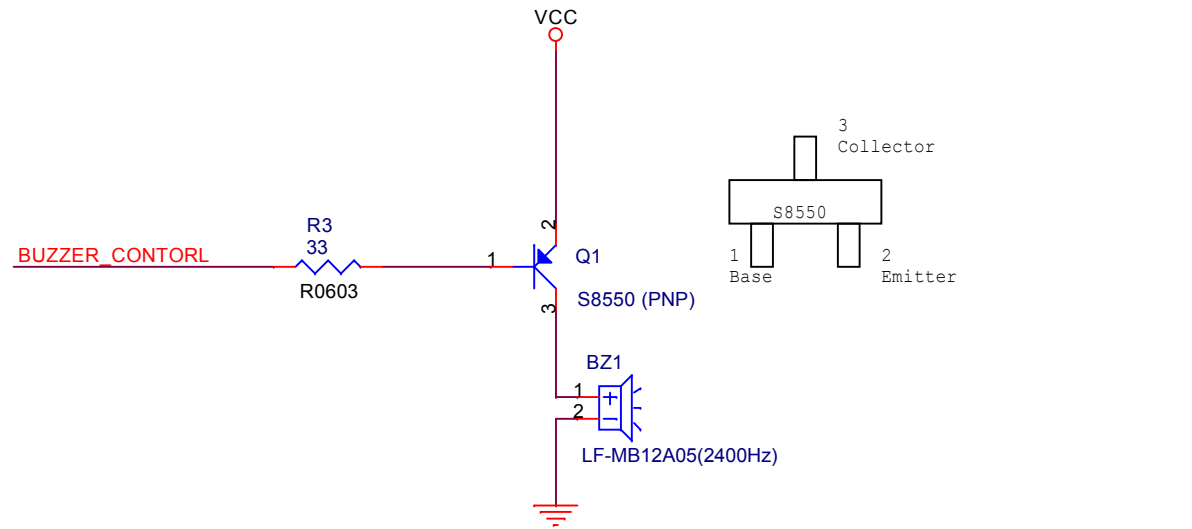 VCC
3
Collector
S8550
1
Base
2
Emitter
R3
33
BUZZER_CONTORL
R0603
1
2
Q1
S8550 (PNP)
3
BZ1
1
2
LF-MB12A05(2400Hz)